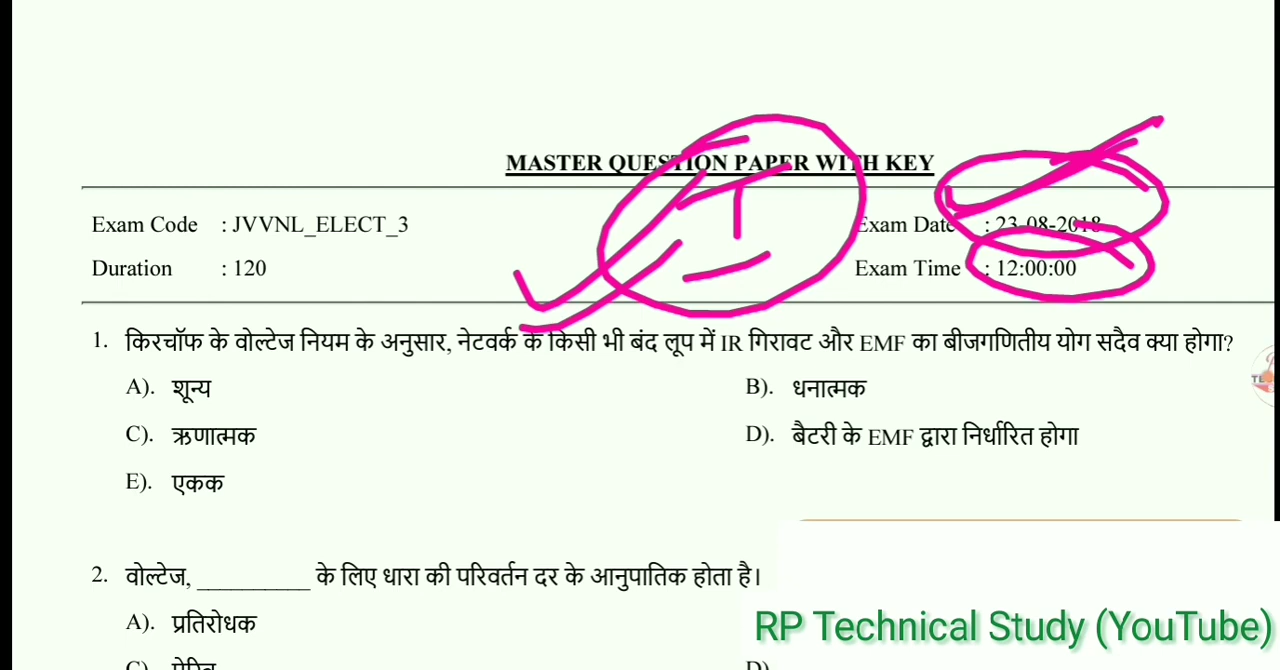 MASTER QUESTION PAPER WITH KEY
Exam Code : JVVNL_ELECT_3 Exam Date : 23-08-2018
Duration : 120 Exam Time : 12:00:00
1. किरचॉफ के वोल्टेज नियम के अनुसार, नेटवर्क के किसी भी बंद लूप में IR गिरावट और EMF का बीजगणितीय योग सदैव क्या होगा?
A). शून्य B). धनात्मक
C). ऋणात्मक D). बैटरी के EMF द्वारा निर्धारित होगा
E). एकक
2. वोल्टेज, __________ के लिए धारा की परिवर्तन दर के आनुपातिक होता है।
A). प्रतिरोधक
RP Technical Study (YouTube)
C). D).